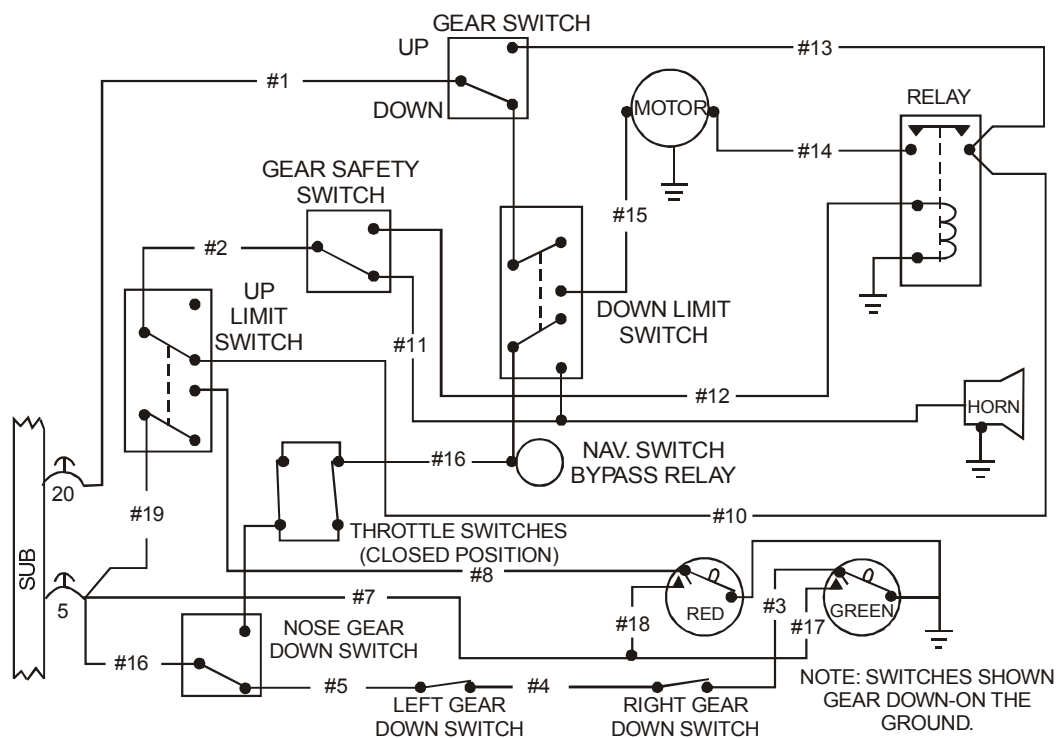 GEAR SWITCH
UP
DOWN
#1
#13
MOTOR
RELAY
#14
GEAR SAFETY
SWITCH
#2
#15
UP
LIMIT
SWITCH
DOWN LIMIT
SWITCH
#11
#12
HORN
#16
NAV. SWITCH
BYPASS RELAY
20
#19
#10
THROTTLE SWITCHES
(CLOSED POSITION)
SUB
5
#8
#7
RED
#3
GREEN
#18
#17
NOSE GEAR
DOWN SWITCH
#16
#5
#4
LEFT GEAR
DOWN SWITCH
RIGHT GEAR
DOWN SWITCH
NOTE: SWITCHES SHOWN
GEAR DOWN-ON THE
GROUND.